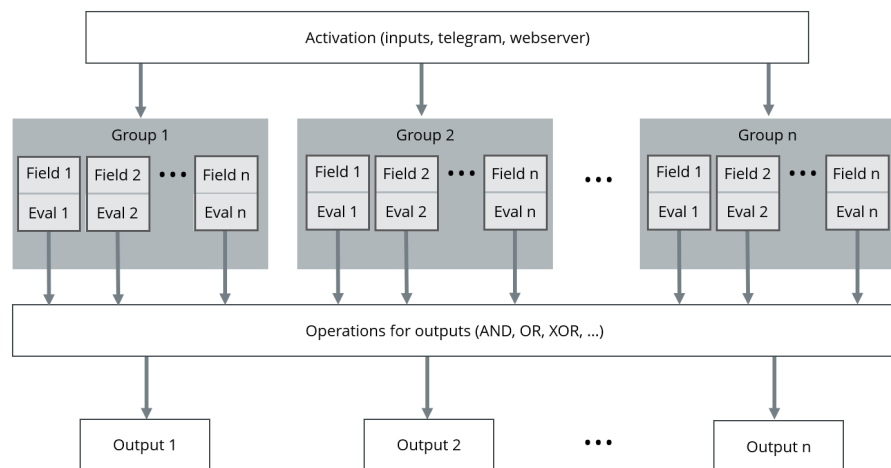 Activation (inputs, telegram, webserver)
Group 1
Group 2
Group n
Field 1
Field 2
•••
Field n
Field 1
Field 2
•••
Field n
•••
Field 1
Field 2
•••
Field n
Eval 1
Eval 2
Eval n
Eval 1
Eval 2
Eval n
Eval 1
Eval 2
Eval n
Operations for outputs (AND, OR, XOR, ...)
Output 1
Output 2
•••
Output n